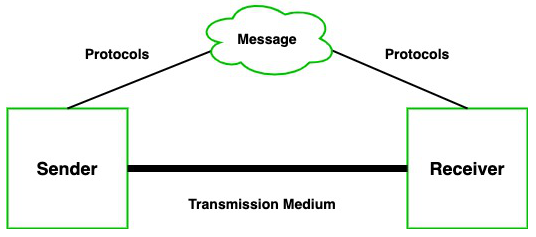 Message
Protocols
Protocols
Sender
Receiver
Transmission Medium